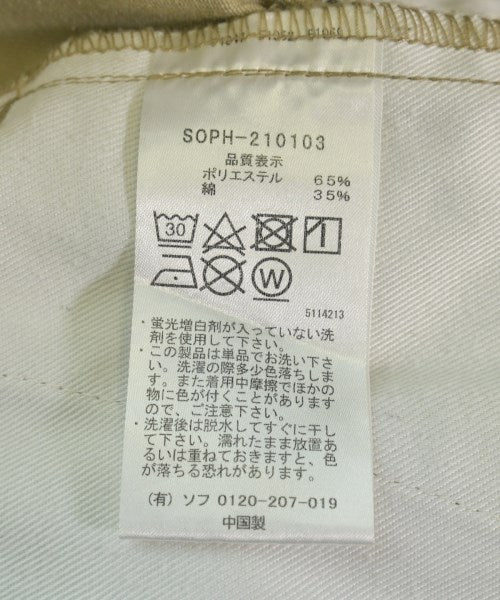 SOPH-210103
品質表示
ポリエステル 65%
綿 35%
30
W
5114213
・蛍光増白剤が入っていない洗
剤を使用して下さい。
・この製品は単品でお洗い下さ
い。洗濯の際多少色落ちしま
す。また着用中摩擦でほかの
物に色が付くことがあります
ので、ご注意下さい。
・洗濯後は脱水してすぐに干し
て下さい。濡れたまま放置あ
るいは重ねておきますと、色
が落ちる恐れがあります。
(有) ソフ 0120-207-019
中国製